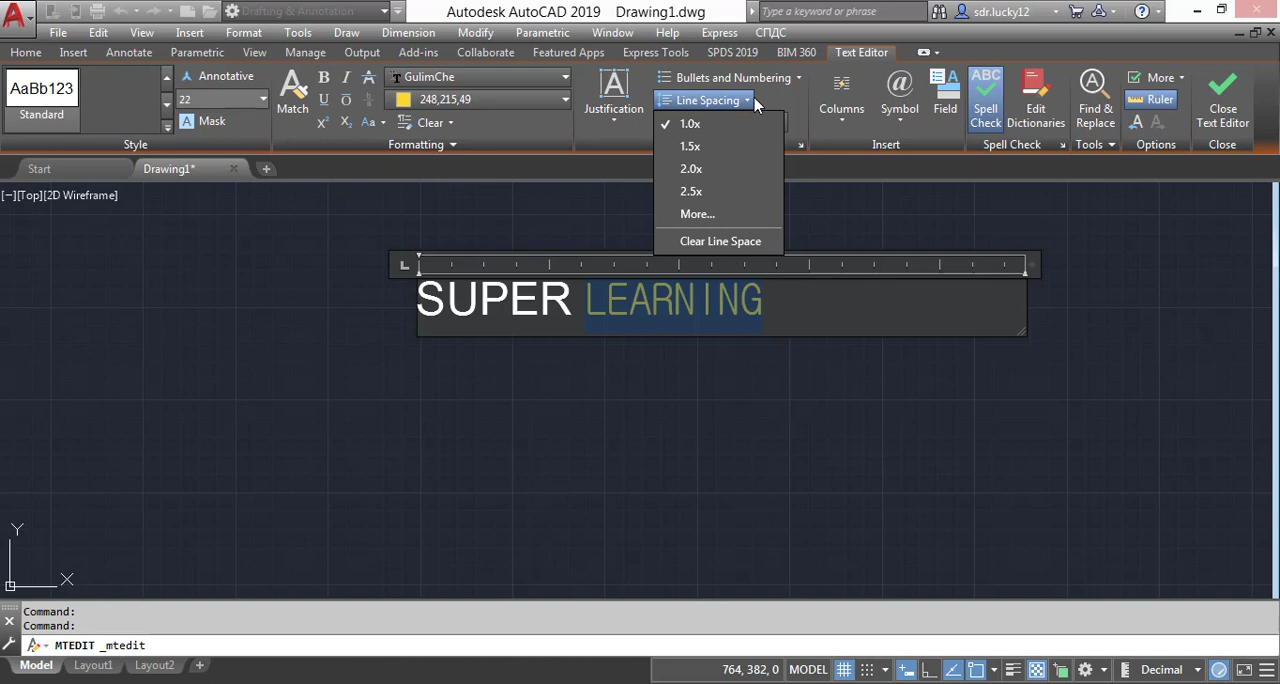 Drafting & Annotation
Autodesk AutoCAD 2019 Drawing1.dwg
Type a keyword or phrase
sdr.lucky12
File Edit View Insert Format Tools Draw Dimension Modify Parametric Window Help Express СПДС
Home Insert Annotate Parametric View Manage Output Add-ins Collaborate Featured Apps Express Tools SPDS 2019 BIM 360 Text Editor
AaBb123
Standard
Annotative
22
Mask
Style
Match
B I A
U O
Aa
GulimChe
248,215,49
Clear
Formatting
Justification
Bullets and Numbering
Line Spacing
1.0x
1.5x
2.0x
2.5x
More...
Clear Line Space
Columns
Symbol
Field
Insert
ABC
Spell Check
Edit Dictionaries
Spell Check
Find & Replace
Tools
More
Ruler
Options
Close Text Editor
Close
Start
Drawing1*
[−][Top][2D Wireframe]
SUPER LEARNING
Y
X
Command:
Command:
MTEDIT _mtedit
Model Layout1 Layout2
764, 382, 0 MODEL
Decimal